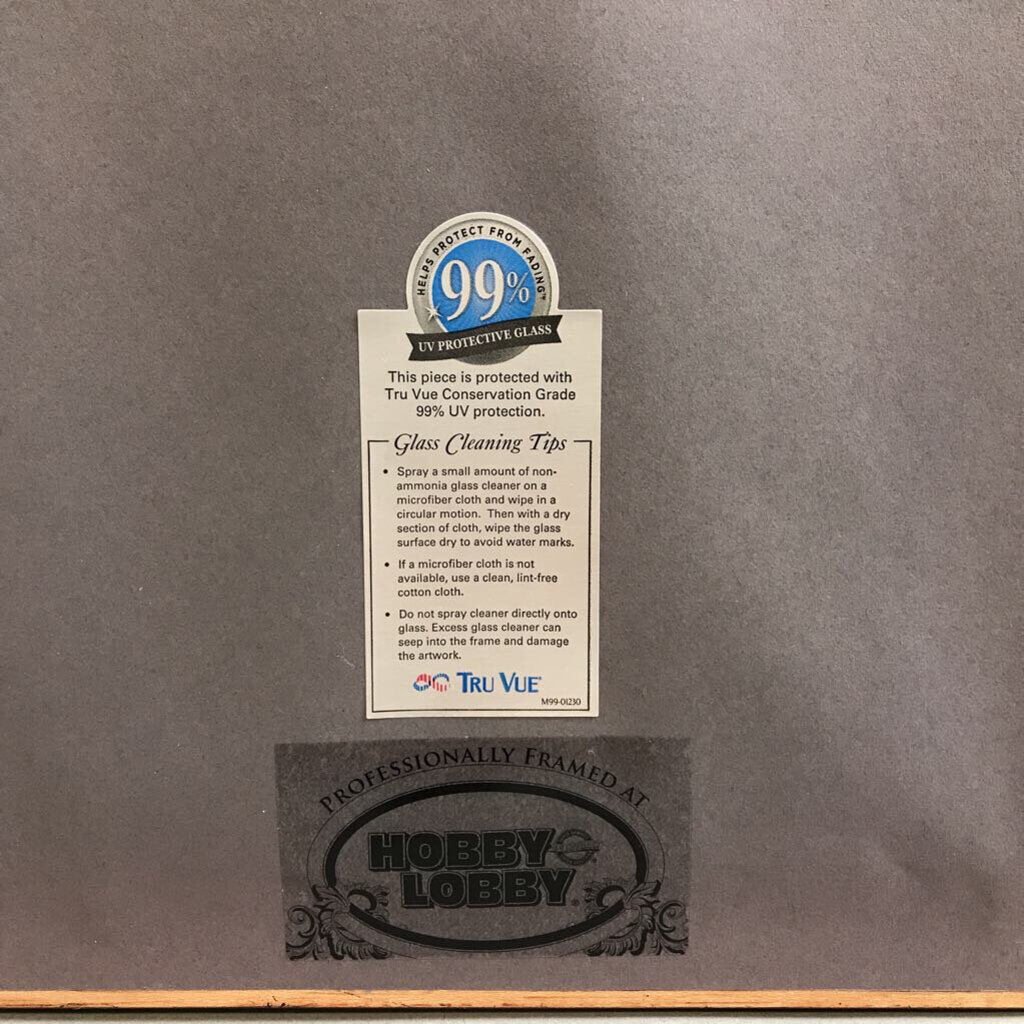 HELPS PROTECT FROM FADING™
99%
UV PROTECTIVE GLASS
This piece is protected with
Tru Vue Conservation Grade
99% UV protection.
Glass Cleaning Tips
• Spray a small amount of non-
ammonia glass cleaner on a
microfiber cloth and wipe in a
circular motion. Then with a dry
section of cloth, wipe the glass
surface dry to avoid water marks.
• If a microfiber cloth is not
available, use a clean, lint-free
cotton cloth.
• Do not spray cleaner directly onto
glass. Excess glass cleaner can
seep into the frame and damage
the artwork.
TRU VUE®
M99-01230
PROFESSIONALLY FRAMED AT
HOBBY
LOBBY®